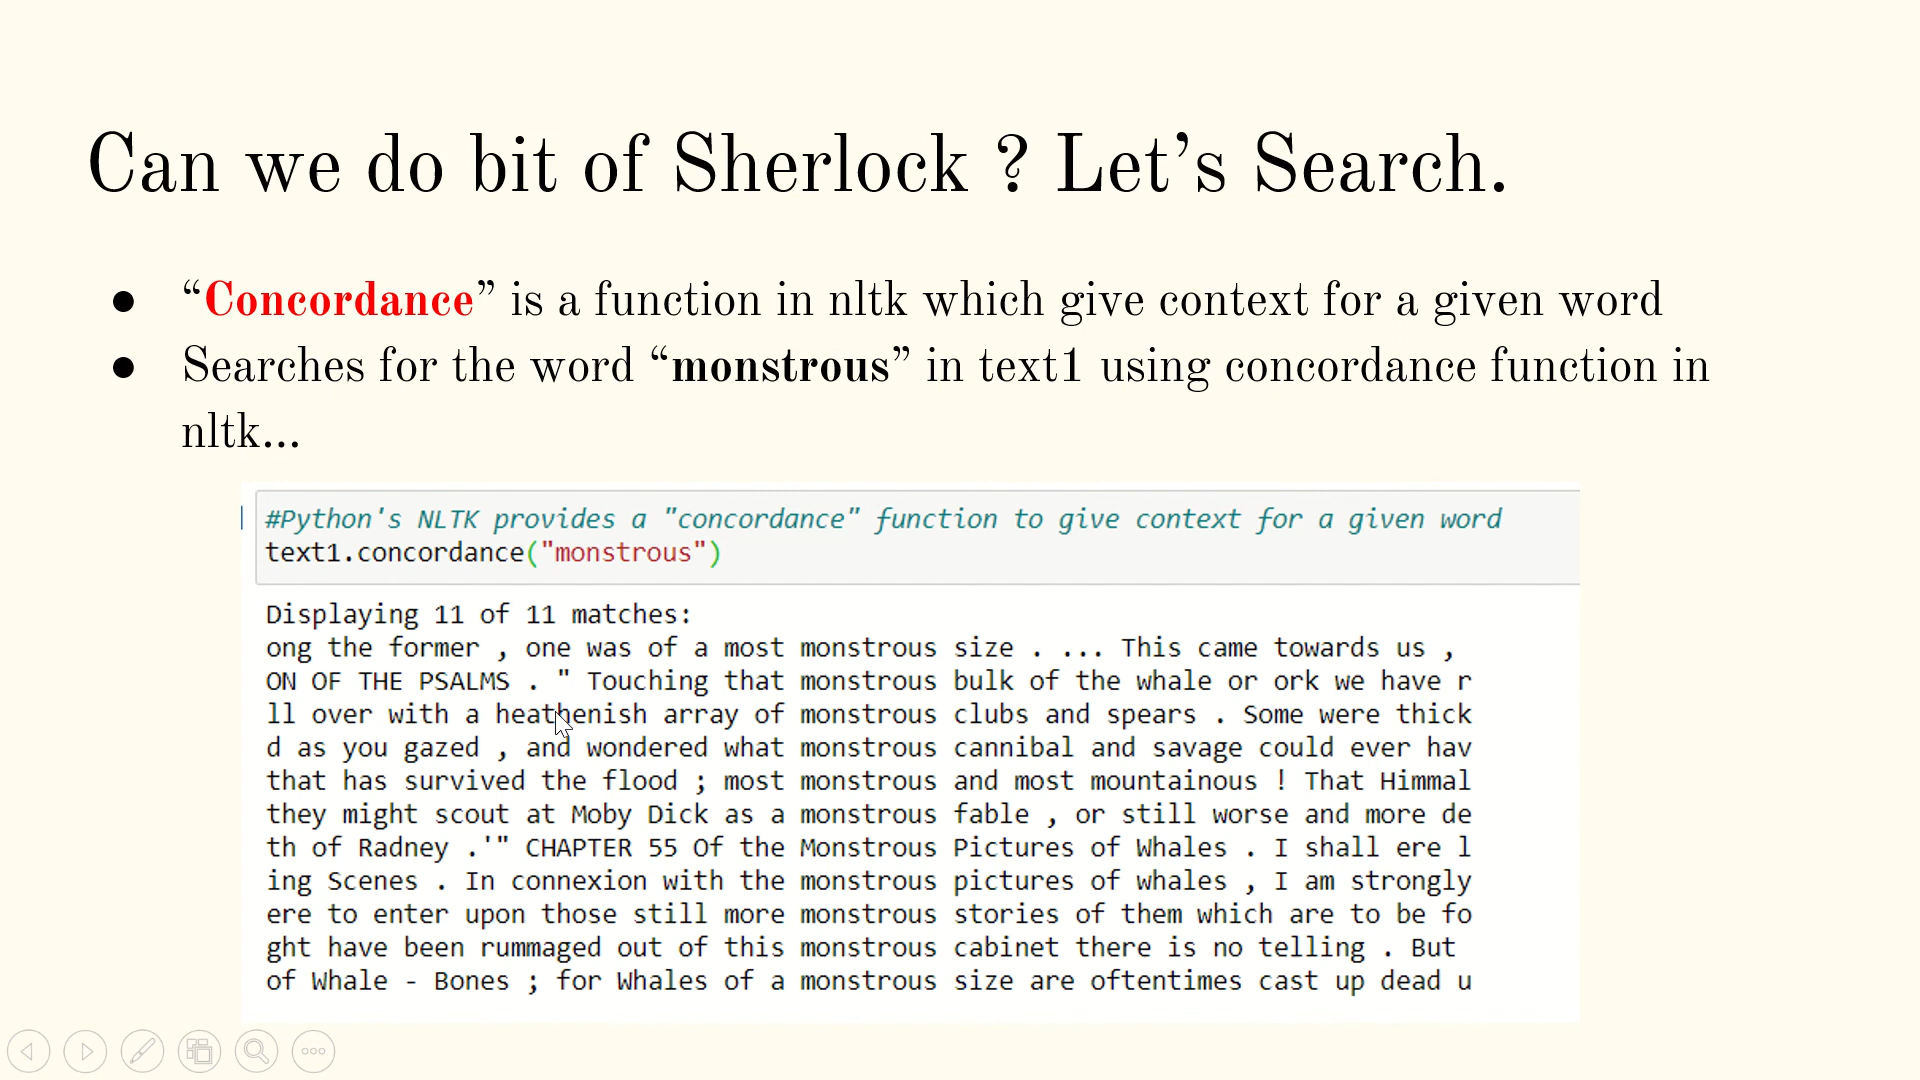 Can we do bit of Sherlock ? Let’s Search.
● “Concordance” is a function in nltk which give context for a given word
● Searches for the word “monstrous” in text1 using concordance function in
nltk...
#Python's NLTK provides a "concordance" function to give context for a given word
text1.concordance("monstrous")
Displaying 11 of 11 matches:
ong the former , one was of a most monstrous size . ... This came towards us ,
ON OF THE PSALMS . " Touching that monstrous bulk of the whale or ork we have r
ll over with a heathenish array of monstrous clubs and spears . Some were thick
d as you gazed , and wondered what monstrous cannibal and savage could ever hav
that has survived the flood ; most monstrous and most mountainous ! That Himmal
they might scout at Moby Dick as a monstrous fable , or still worse and more de
th of Radney .'" CHAPTER 55 Of the Monstrous Pictures of Whales . I shall ere l
ing Scenes . In connexion with the monstrous pictures of whales , I am strongly
ere to enter upon those still more monstrous stories of them which are to be fo
ght have been rummaged out of this monstrous cabinet there is no telling . But
of Whale - Bones ; for Whales of a monstrous size are oftentimes cast up dead u